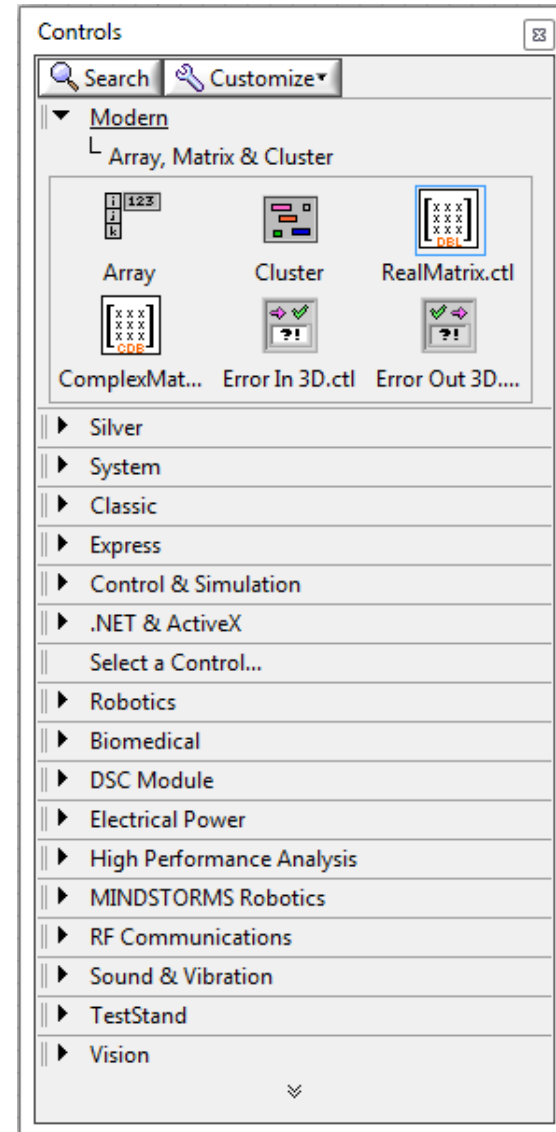 Controls
Search Customize
Modern
Array, Matrix & Cluster
i 123
j
k
x x x
x x x
x x x
DBL
Array Cluster RealMatrix.ctl
x x x
x x x
x x x
CDB
?! ?!
ComplexMat... Error In 3D.ctl Error Out 3D....
Silver
System
Classic
Express
Control & Simulation
.NET & ActiveX
Select a Control...
Robotics
Biomedical
DSC Module
Electrical Power
High Performance Analysis
MINDSTORMS Robotics
RF Communications
Sound & Vibration
TestStand
Vision